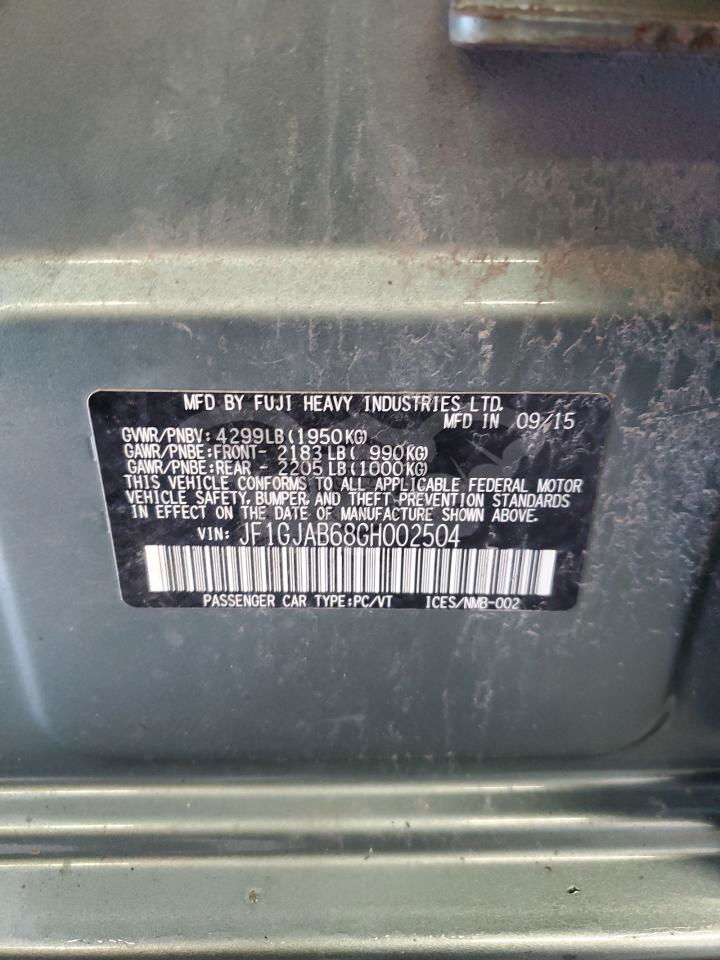 MFD BY FUJI HEAVY INDUSTRIES LTD.
MFD IN 09/15
GVWR/PNBV: 4299LB(1950KG)
GAWR/PNBE:FRONT- 2183LB( 990KG)
GAWR/PNBE:REAR - 2205LB(1000KG)
THIS VEHICLE CONFORMS TO ALL APPLICABLE FEDERAL MOTOR
VEHICLE SAFETY, BUMPER, AND THEFT PREVENTION STANDARDS
IN EFFECT ON THE DATE OF MANUFACTURE SHOWN ABOVE.
VIN: JF1GJAB68GH002504
PASSENGER CAR TYPE:PC/VT ICES/NMB-002